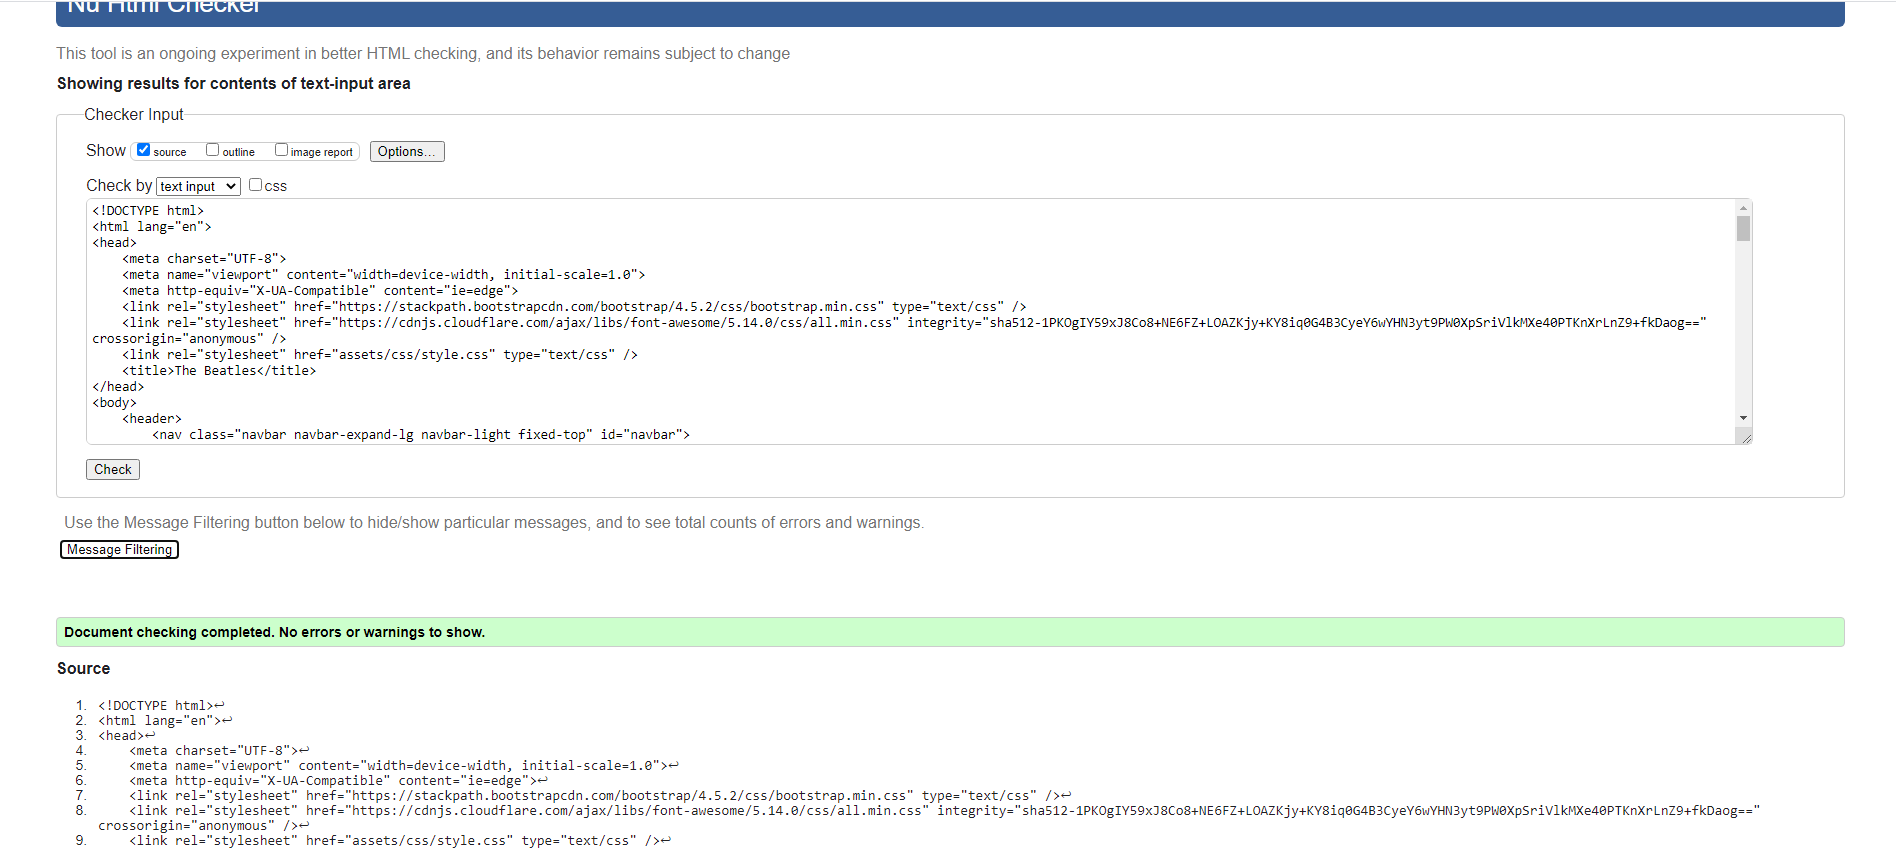 Nu Html Checker
This tool is an ongoing experiment in better HTML checking, and its behavior remains subject to change
Showing results for contents of text-input area
Checker Input
Show source outline image report Options...
Check by text input css
<!DOCTYPE html>
<html lang="en">
<head>
    <meta charset="UTF-8">
    <meta name="viewport" content="width=device-width, initial-scale=1.0">
    <meta http-equiv="X-UA-Compatible" content="ie=edge">
    <link rel="stylesheet" href="https://stackpath.bootstrapcdn.com/bootstrap/4.5.2/css/bootstrap.min.css" type="text/css" />
    <link rel="stylesheet" href="https://cdnjs.cloudflare.com/ajax/libs/font-awesome/5.14.0/css/all.min.css" integrity="sha512-1PKOgIY59xJ8Co8+NE6FZ+LOAZKjy+KY8iq0G4B3CyeY6wYHN3yt9PW0XpSriVlkMXe40PTKnXrLnZ9+fkDaog=="
crossorigin="anonymous" />
    <link rel="stylesheet" href="assets/css/style.css" type="text/css" />
    <title>The Beatles</title>
</head>
<body>
    <header>
        <nav class="navbar navbar-expand-lg navbar-light fixed-top" id="navbar">
Check
Use the Message Filtering button below to hide/show particular messages, and to see total counts of errors and warnings.
Message Filtering
Document checking completed. No errors or warnings to show.
Source
1. <!DOCTYPE html>↩
2. <html lang="en">↩
3. <head>↩
4.     <meta charset="UTF-8">↩
5.     <meta name="viewport" content="width=device-width, initial-scale=1.0">↩
6.     <meta http-equiv="X-UA-Compatible" content="ie=edge">↩
7.     <link rel="stylesheet" href="https://stackpath.bootstrapcdn.com/bootstrap/4.5.2/css/bootstrap.min.css" type="text/css" />↩
8.     <link rel="stylesheet" href="https://cdnjs.cloudflare.com/ajax/libs/font-awesome/5.14.0/css/all.min.css" integrity="sha512-1PKOgIY59xJ8Co8+NE6FZ+LOAZKjy+KY8iq0G4B3CyeY6wYHN3yt9PW0XpSriVlkMXe40PTKnXrLnZ9+fkDaog=="
crossorigin="anonymous" />↩
9.     <link rel="stylesheet" href="assets/css/style.css" type="text/css" />↩